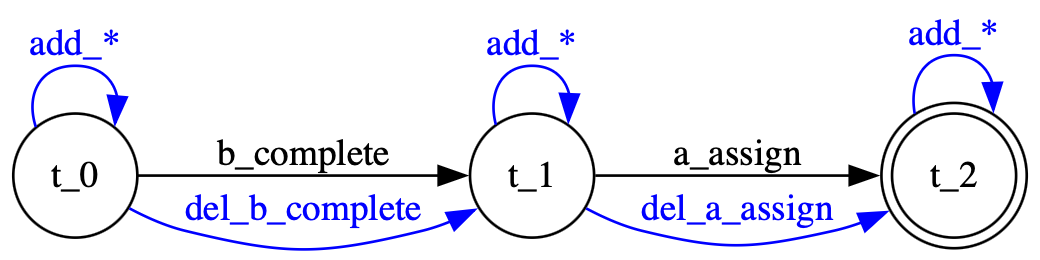 add_*
add_*
add_*
t_0
b_complete
del_b_complete
t_1
a_assign
del_a_assign
t_2